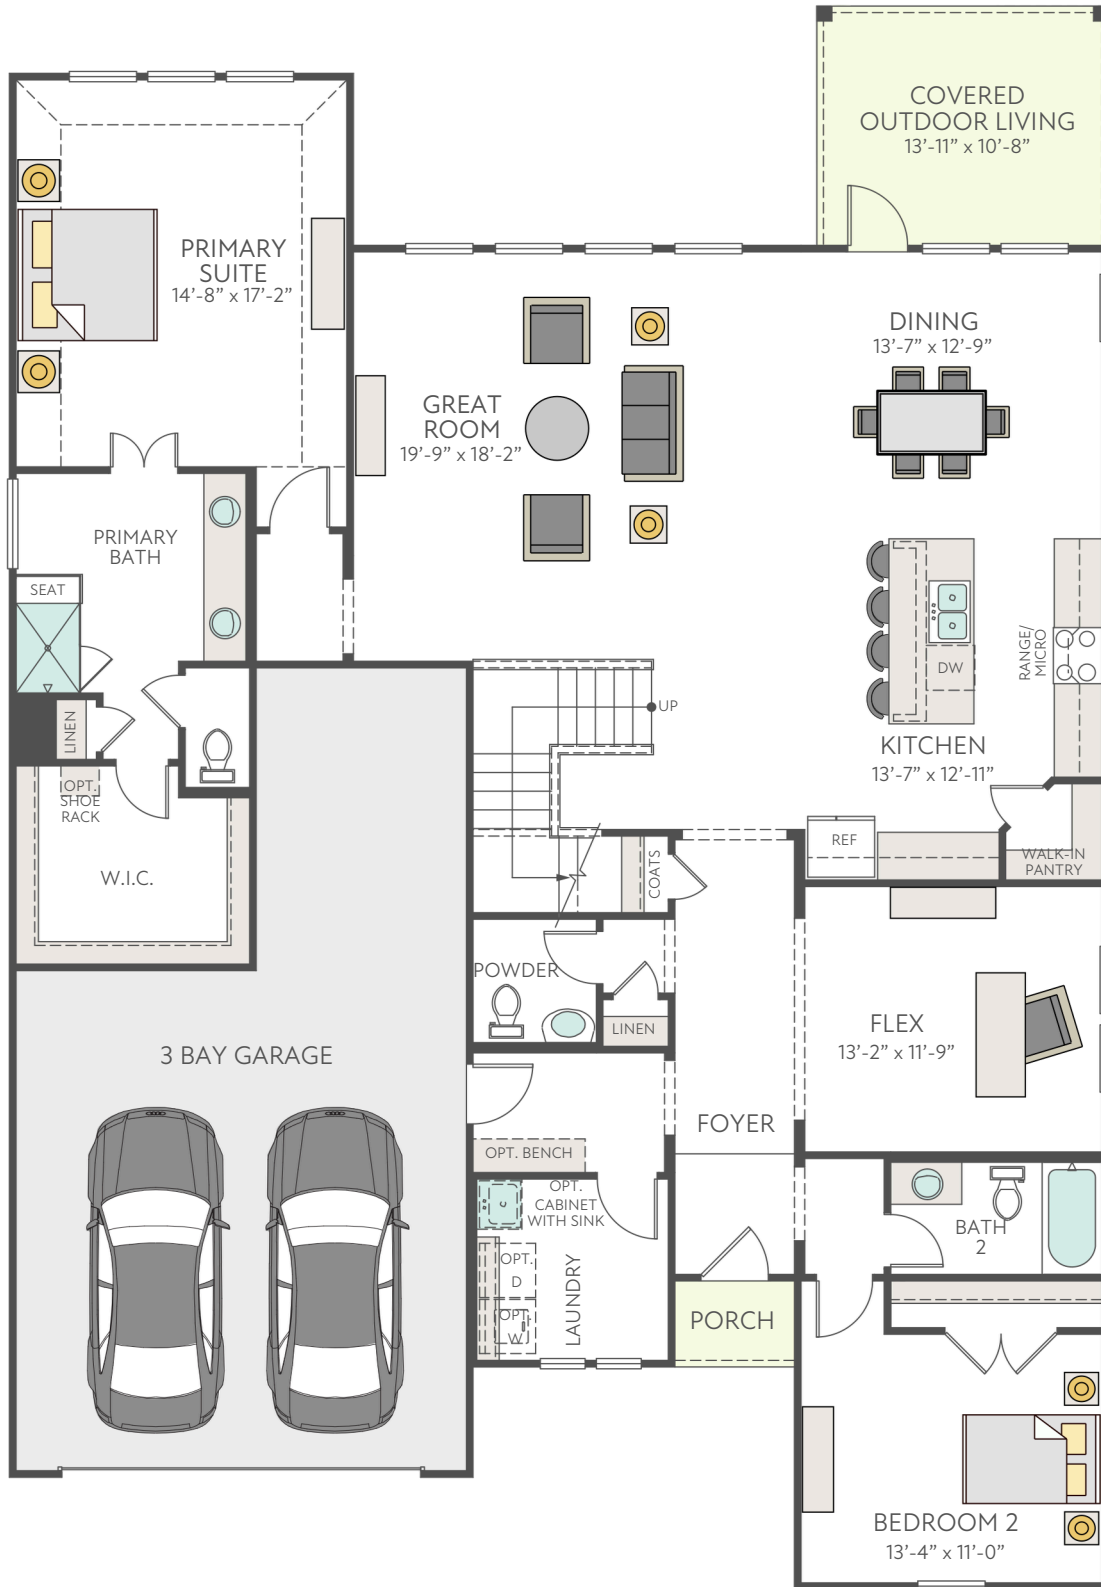 COVERED
OUTDOOR LIVING
13'-11" x 10'-8"
PRIMARY
SUITE
14'-8" x 17'-2"
DINING
13'-7" x 12'-9"
GREAT
ROOM
19'-9" x 18'-2"
PRIMARY
BATH
SEAT
RANGE/
MICRO
DW
UP
LINEN
KITCHEN
13'-7" x 12'-11"
OPT.
SHOE
RACK
REF
WALK-IN
PANTRY
W.I.C.
COATS
POWDER
LINEN
FLEX
13'-2" x 11'-9"
3 BAY GARAGE
FOYER
OPT. BENCH
OPT.
CABINET
WITH SINK
BATH
2
OPT.
D
OPT.
W
LAUNDRY
PORCH
BEDROOM 2
13'-4" x 11'-0"